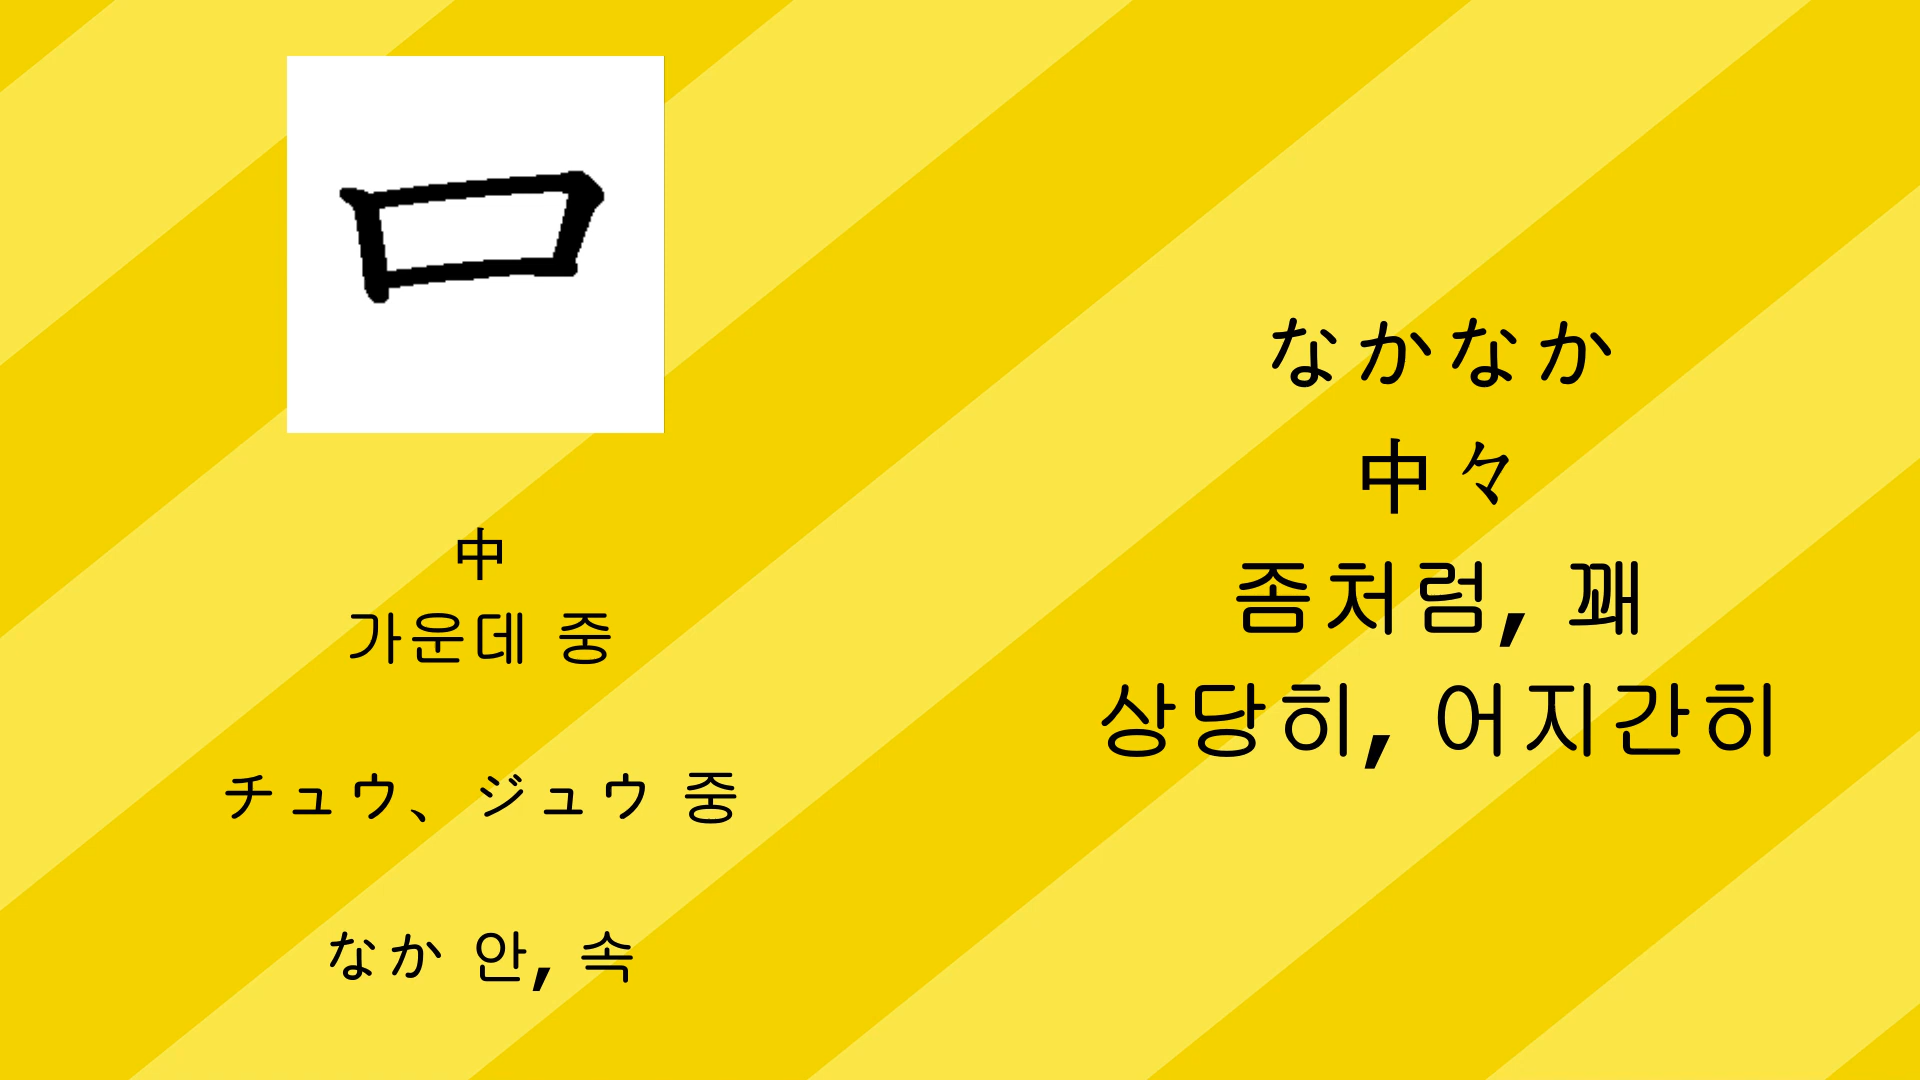 口
中
가운데 중
チュウ、ジュウ 중
なか 안, 속
なかなか
中々
좀처럼, 꽤
상당히, 어지간히